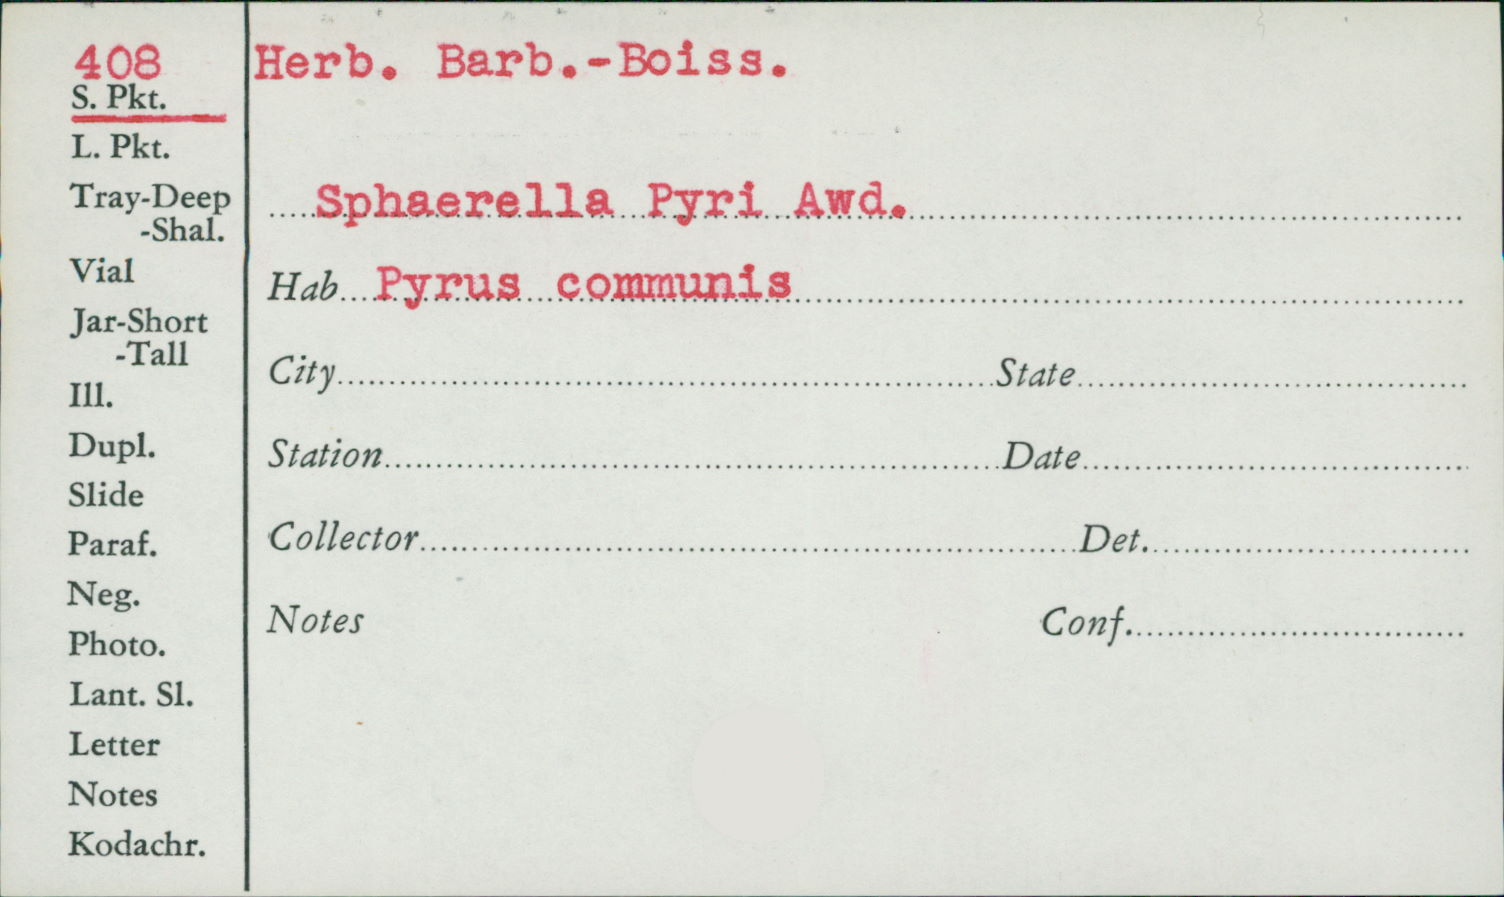 408
S. Pkt.
L. Pkt.
Tray-Deep
-Shal.
Vial
Jar-Short
-Tall
Ill.
Dupl.
Slide
Paraf.
Neg.
Photo.
Lant. Sl.
Letter
Notes
Kodachr.
Herb. Barb.-Boiss.
Sphaerella Pyri Awd.
Hab Pyrus communis
City State
Station Date
Collector Det.
Notes Conf.